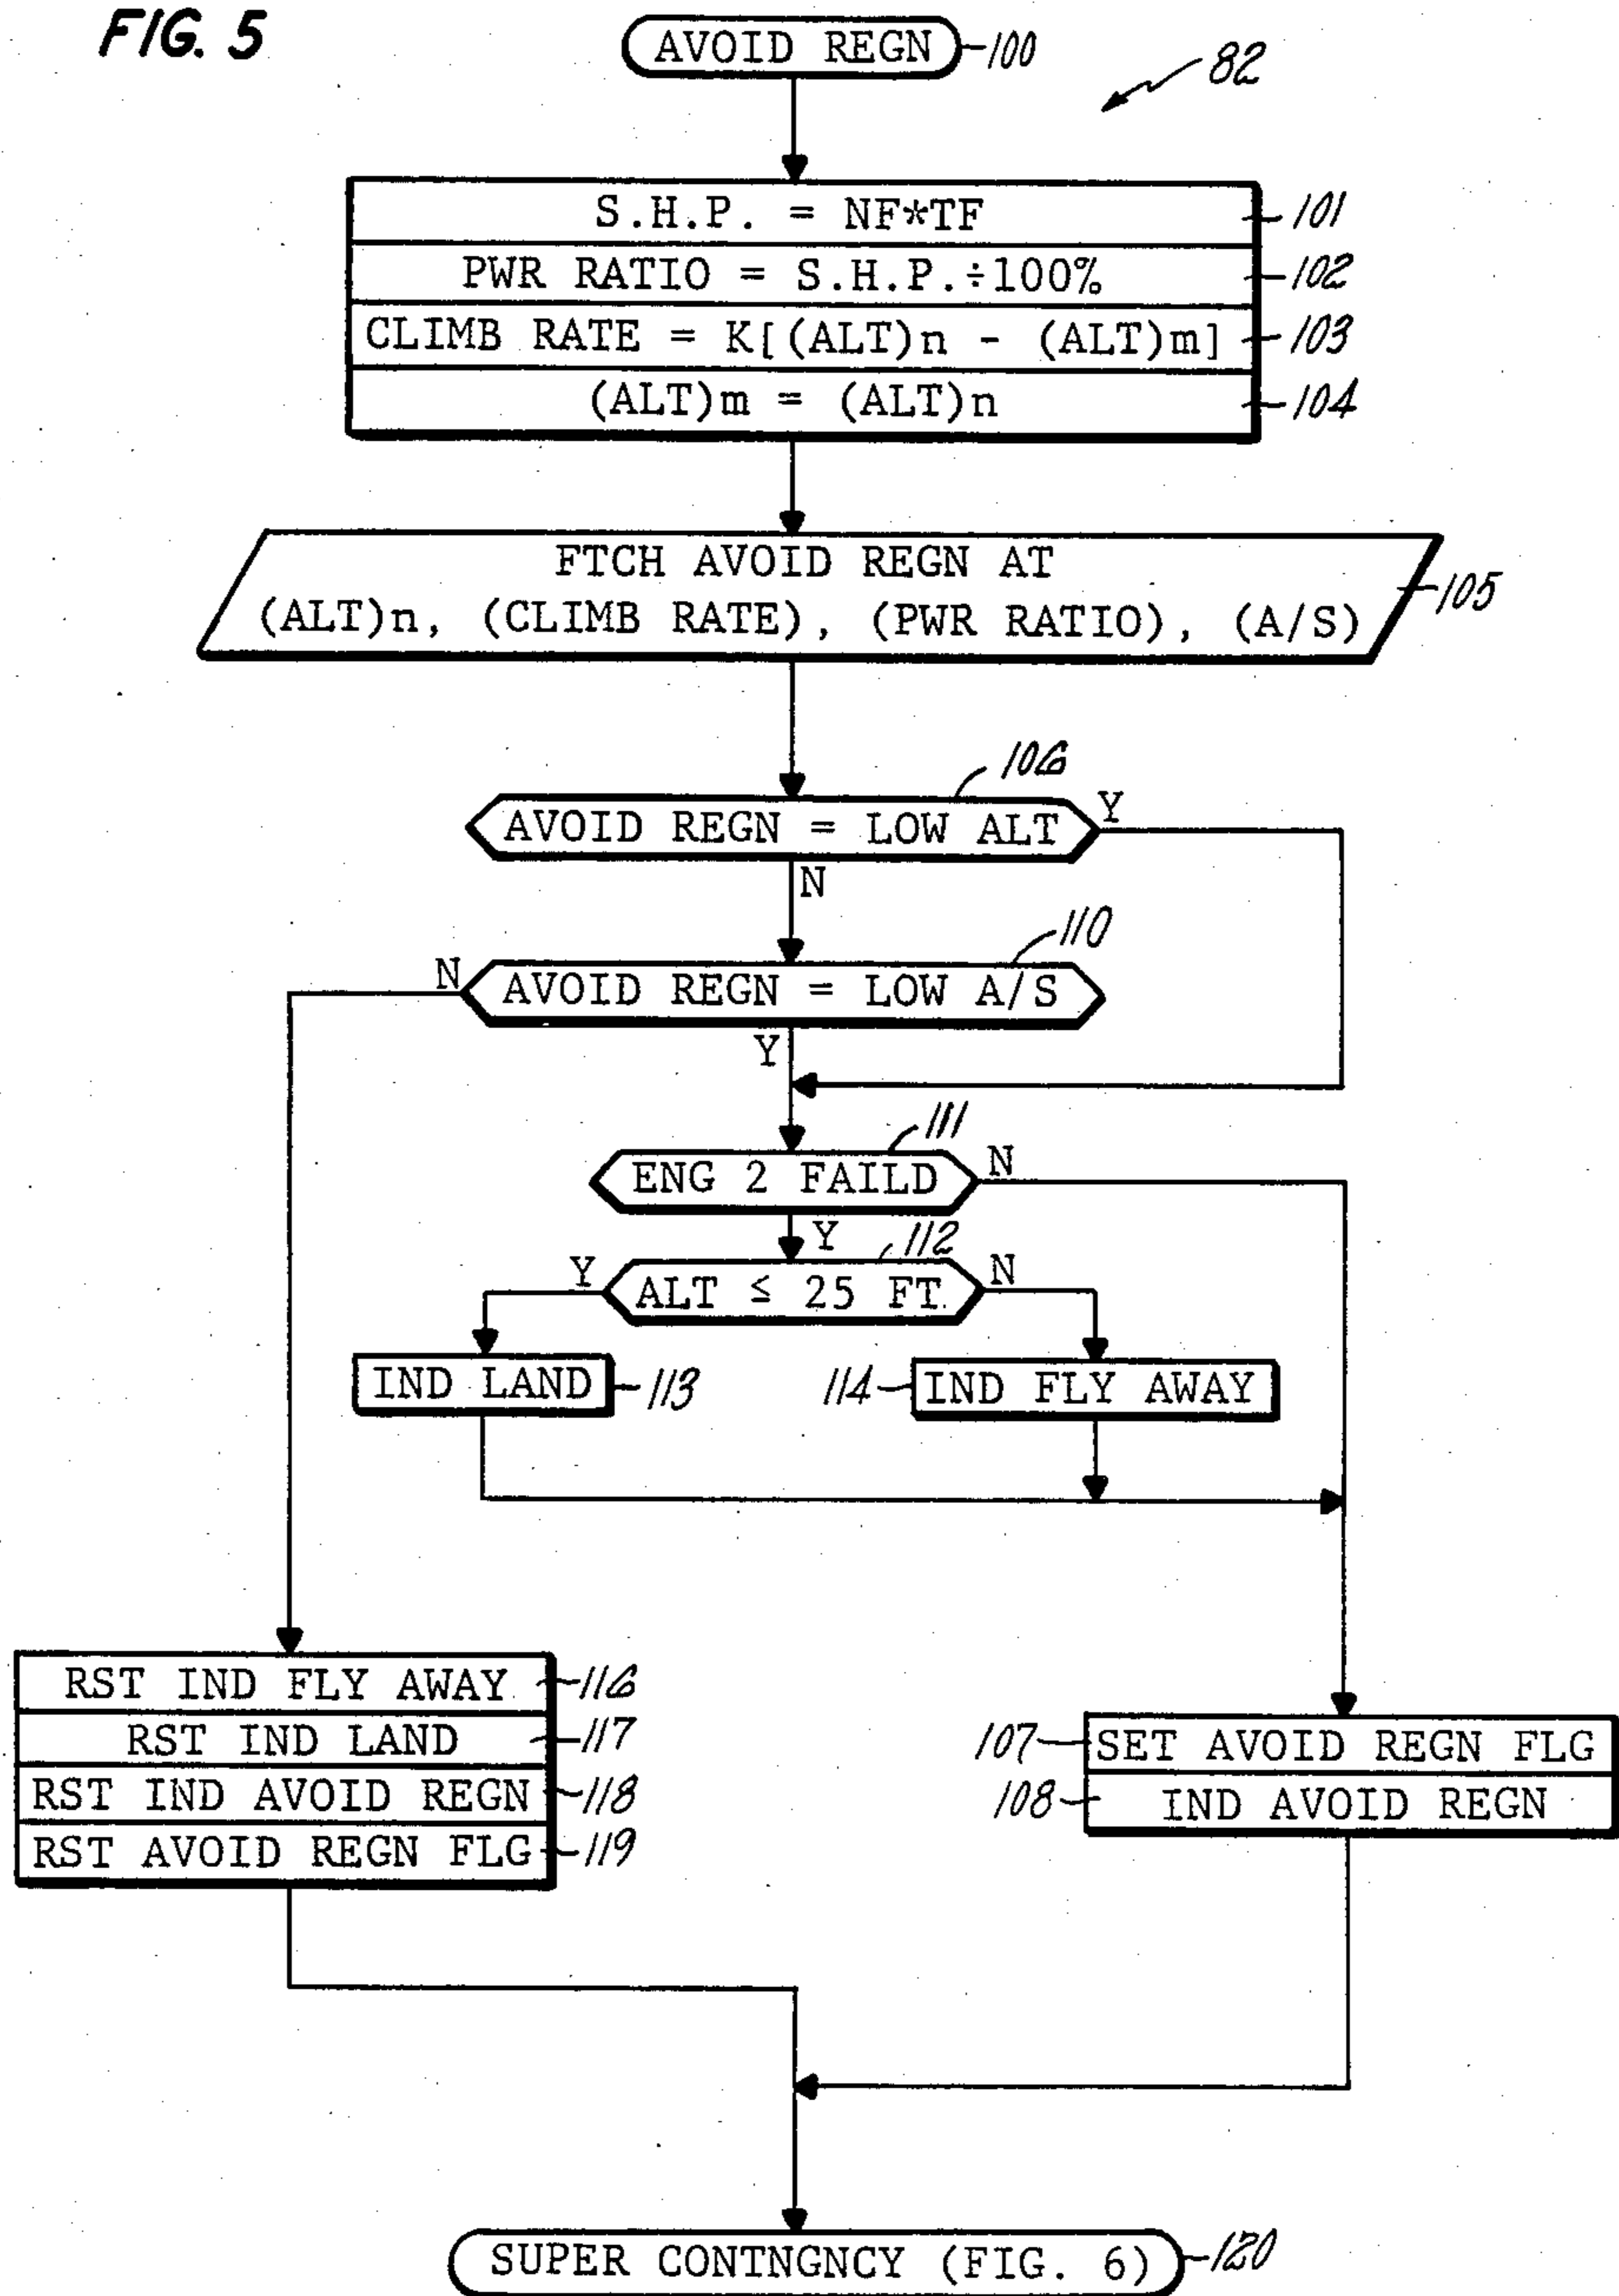 FIG. 5
AVOID REGN
100
82
S.H.P. = NF*TF
101
PWR RATIO = S.H.P.÷100%
102
CLIMB RATE = K[(ALT)n - (ALT)m]
103
(ALT)m = (ALT)n
104
FTCH AVOID REGN AT
(ALT)n, (CLIMB RATE), (PWR RATIO), (A/S)
105
106
AVOID REGN = LOW ALT
Y
N
110
N
AVOID REGN = LOW A/S
Y
111
ENG 2 FAILD
N
Y
112
Y
ALT ≤ 25 FT.
N
IND LAND
113
114
IND FLY AWAY
RST IND FLY AWAY
116
RST IND LAND
117
RST IND AVOID REGN
118
RST AVOID REGN FLG
119
107
SET AVOID REGN FLG
108
IND AVOID REGN
SUPER CONTNGNCY (FIG. 6)
120